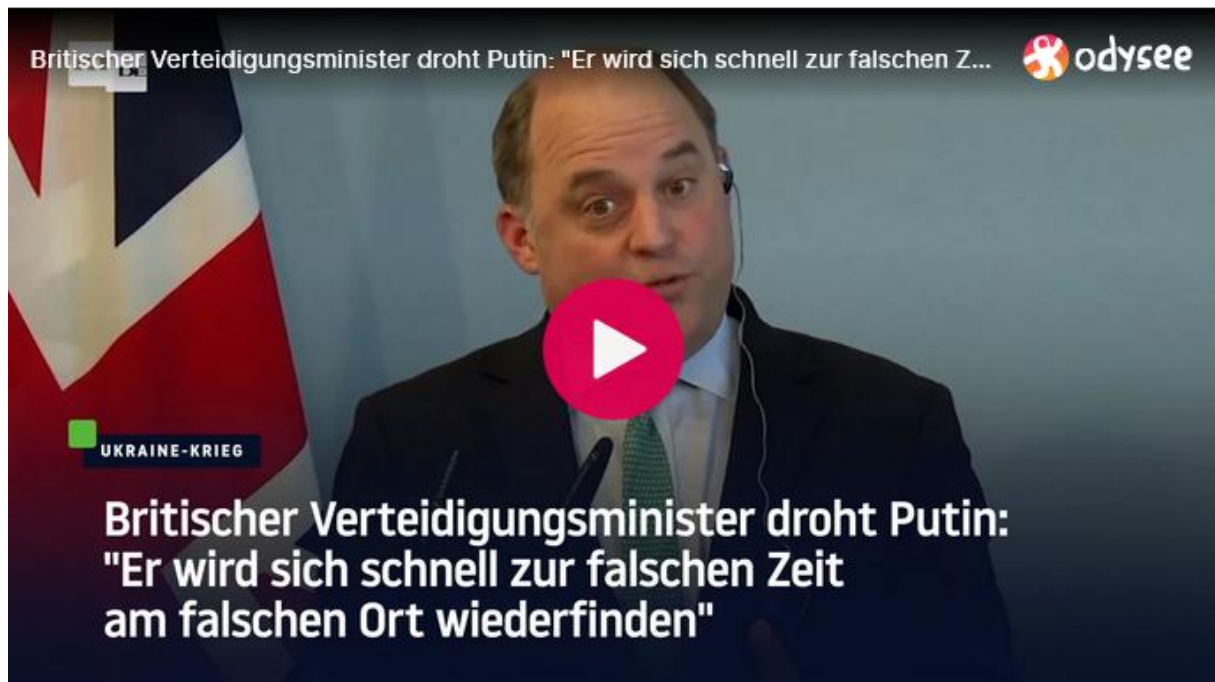 Britischer Verteidigungsminister droht Putin: "Er wird sich schnell zur falschen Z...
odysee
DE
UKRAINE-KRIEG
Britischer Verteidigungsminister droht Putin:
"Er wird sich schnell zur falschen Zeit
am falschen Ort wiederfinden"